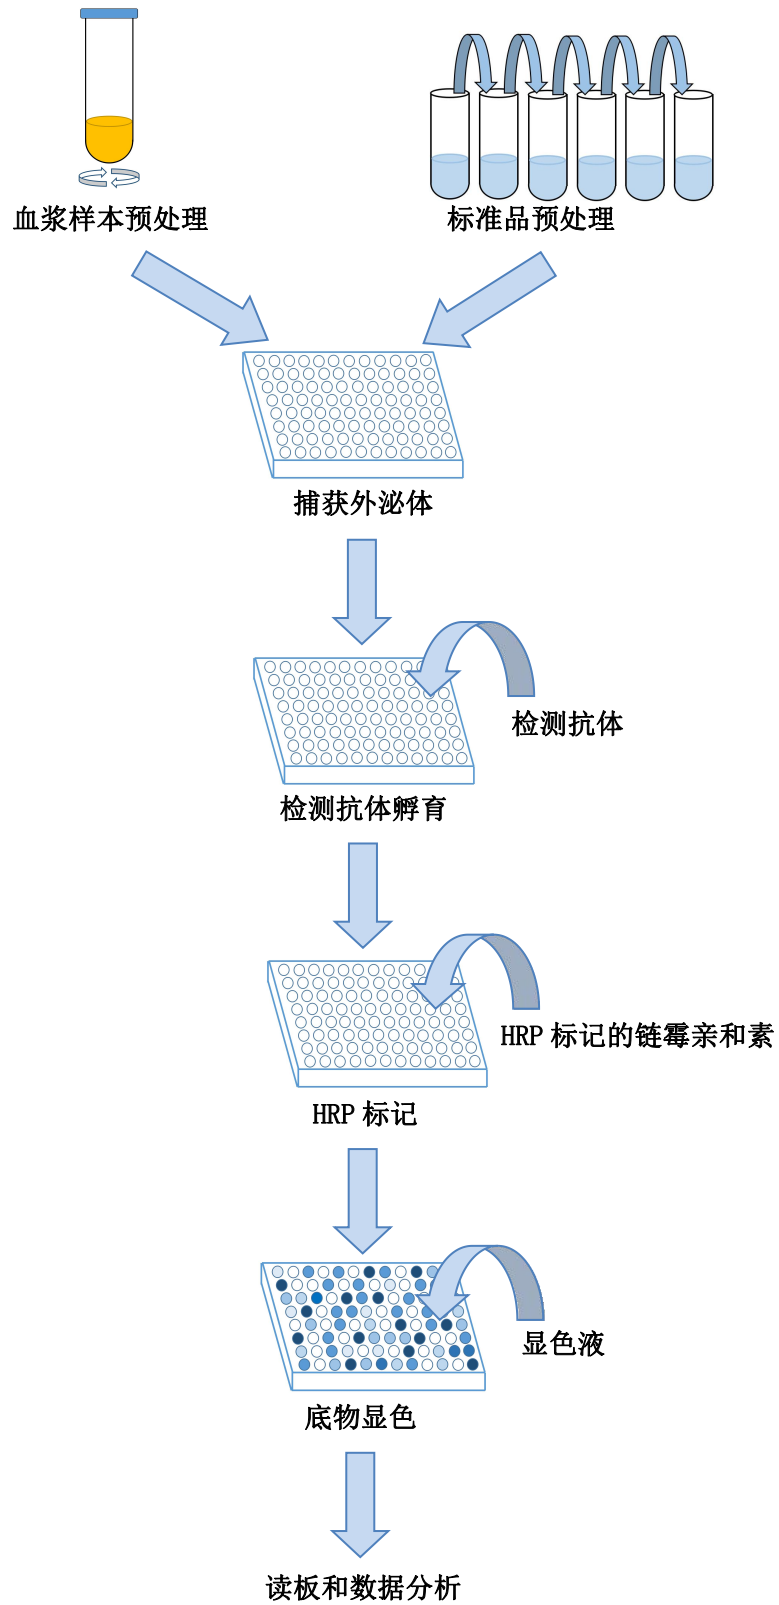 血浆样本预处理
标准品预处理
捕获外泌体
检测抗体
检测抗体孵育
HRP 标记的链霉亲和素
HRP 标记
显色液
底物显色
读板和数据分析